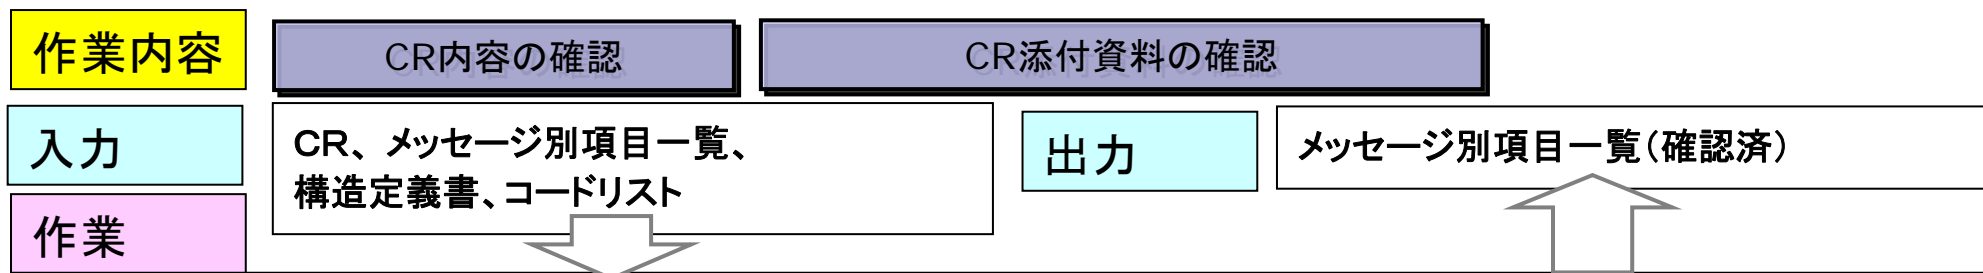 作業内容
CR内容の確認
CR添付資料の確認
入力
CR、メッセージ別項目一覧、
構造定義書、コードリスト
出力
メッセージ別項目一覧（確認済）
作業